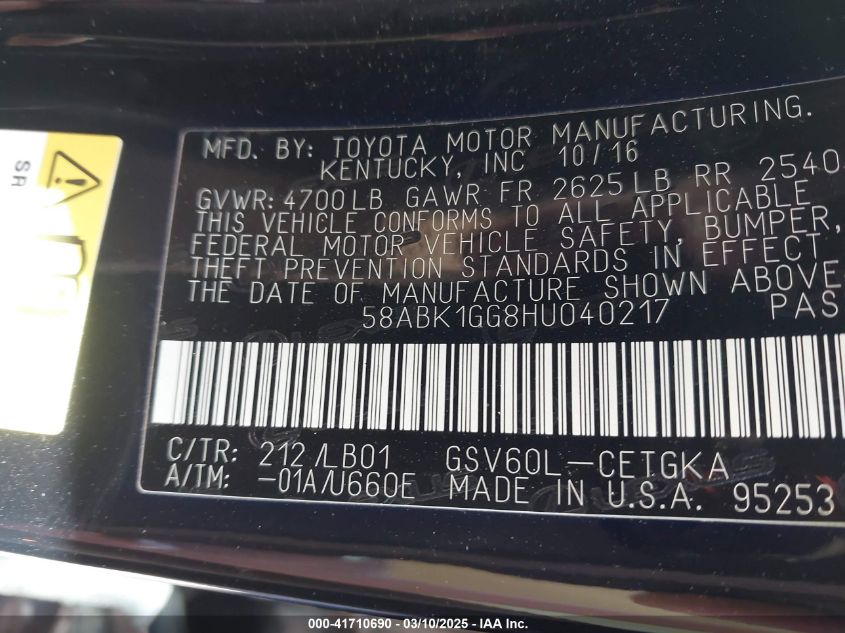 SR
MFD. BY: TOYOTA MOTOR MANUFACTURING.
KENTUCKY, INC 10/16
GVWR: 4700LB GAWR FR 2625LB RR 2540
THIS VEHICLE CONFORMS TO ALL APPLICABLE
FEDERAL MOTOR VEHICLE SAFETY, BUMPER,
THEFT PREVENTION STANDARDS IN EFFECT
THE DATE OF MANUFACTURE SHOWN ABOVE
58ABK1GG8HU040217 PAS
C/TR: 212/LB01 GSV60L-CETGKA
A/TM: -01A/U660E MADE IN U.S.A. 95253
000-41710690 - 03/10/2025 - IAA Inc.